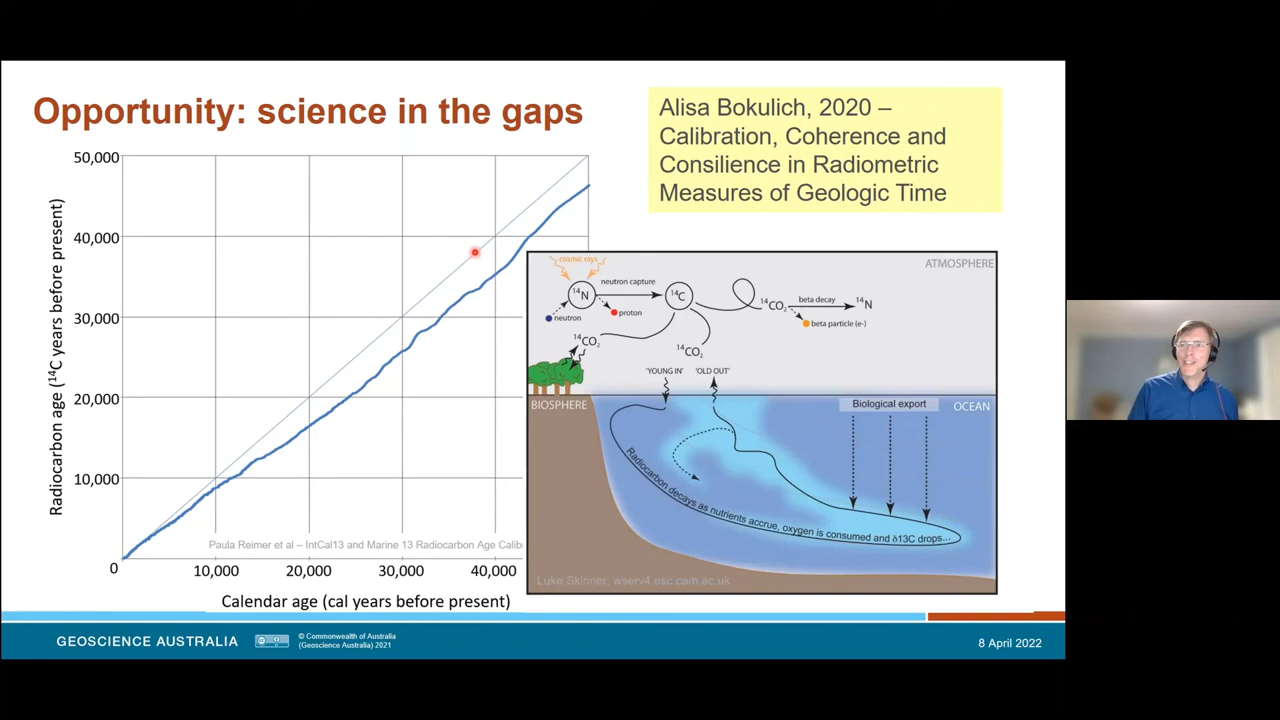 Opportunity: science in the gaps
Alisa Bokulich, 2020 –
Calibration, Coherence and
Consilience in Radiometric
Measures of Geologic Time
50,000
40,000
30,000
20,000
10,000
0
Radiocarbon age (¹⁴C years before present)
10,000
20,000
30,000
40,000
Calendar age (cal years before present)
Paula Reimer et al – IntCal13 and Marine 13 Radiocarbon Age Calib
ATMOSPHERE
cosmic rays
¹⁴N
neutron capture
¹⁴C
neutron
proton
¹⁴CO₂
beta decay
¹⁴N
beta particle (e-)
¹⁴CO₂
¹⁴CO₂
'YOUNG IN'
'OLD OUT'
BIOSPHERE
Biological export
OCEAN
Radiocarbon decays as nutrients accrue, oxygen is consumed and δ13C drops...
Luke Skinner, wserv4.esc.cam.ac.uk
GEOSCIENCE AUSTRALIA
© Commonwealth of Australia
(Geoscience Australia) 2021
8 April 2022